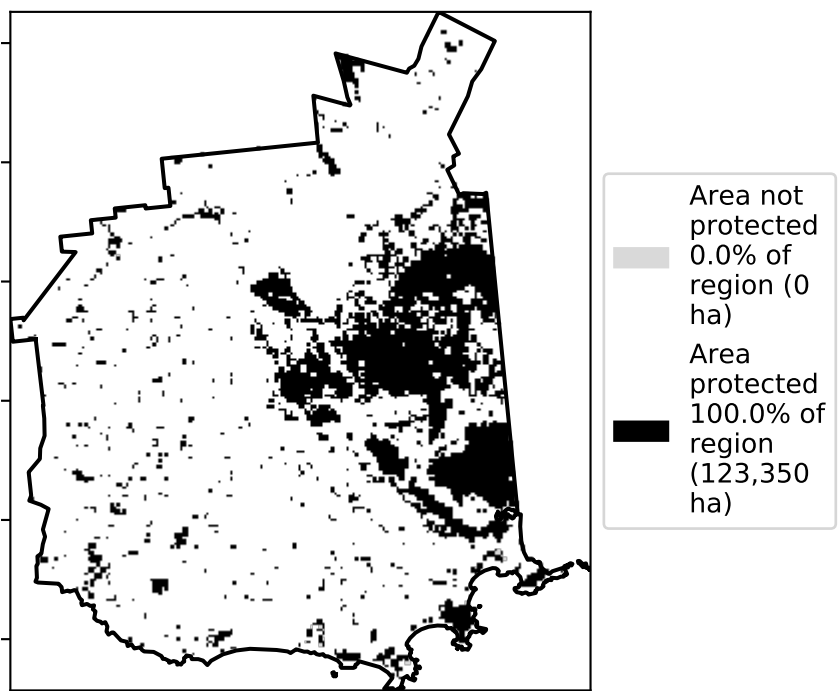 Area not
protected
0.0% of
region (0
ha)
Area
protected
100.0% of
region
(123,350
ha)